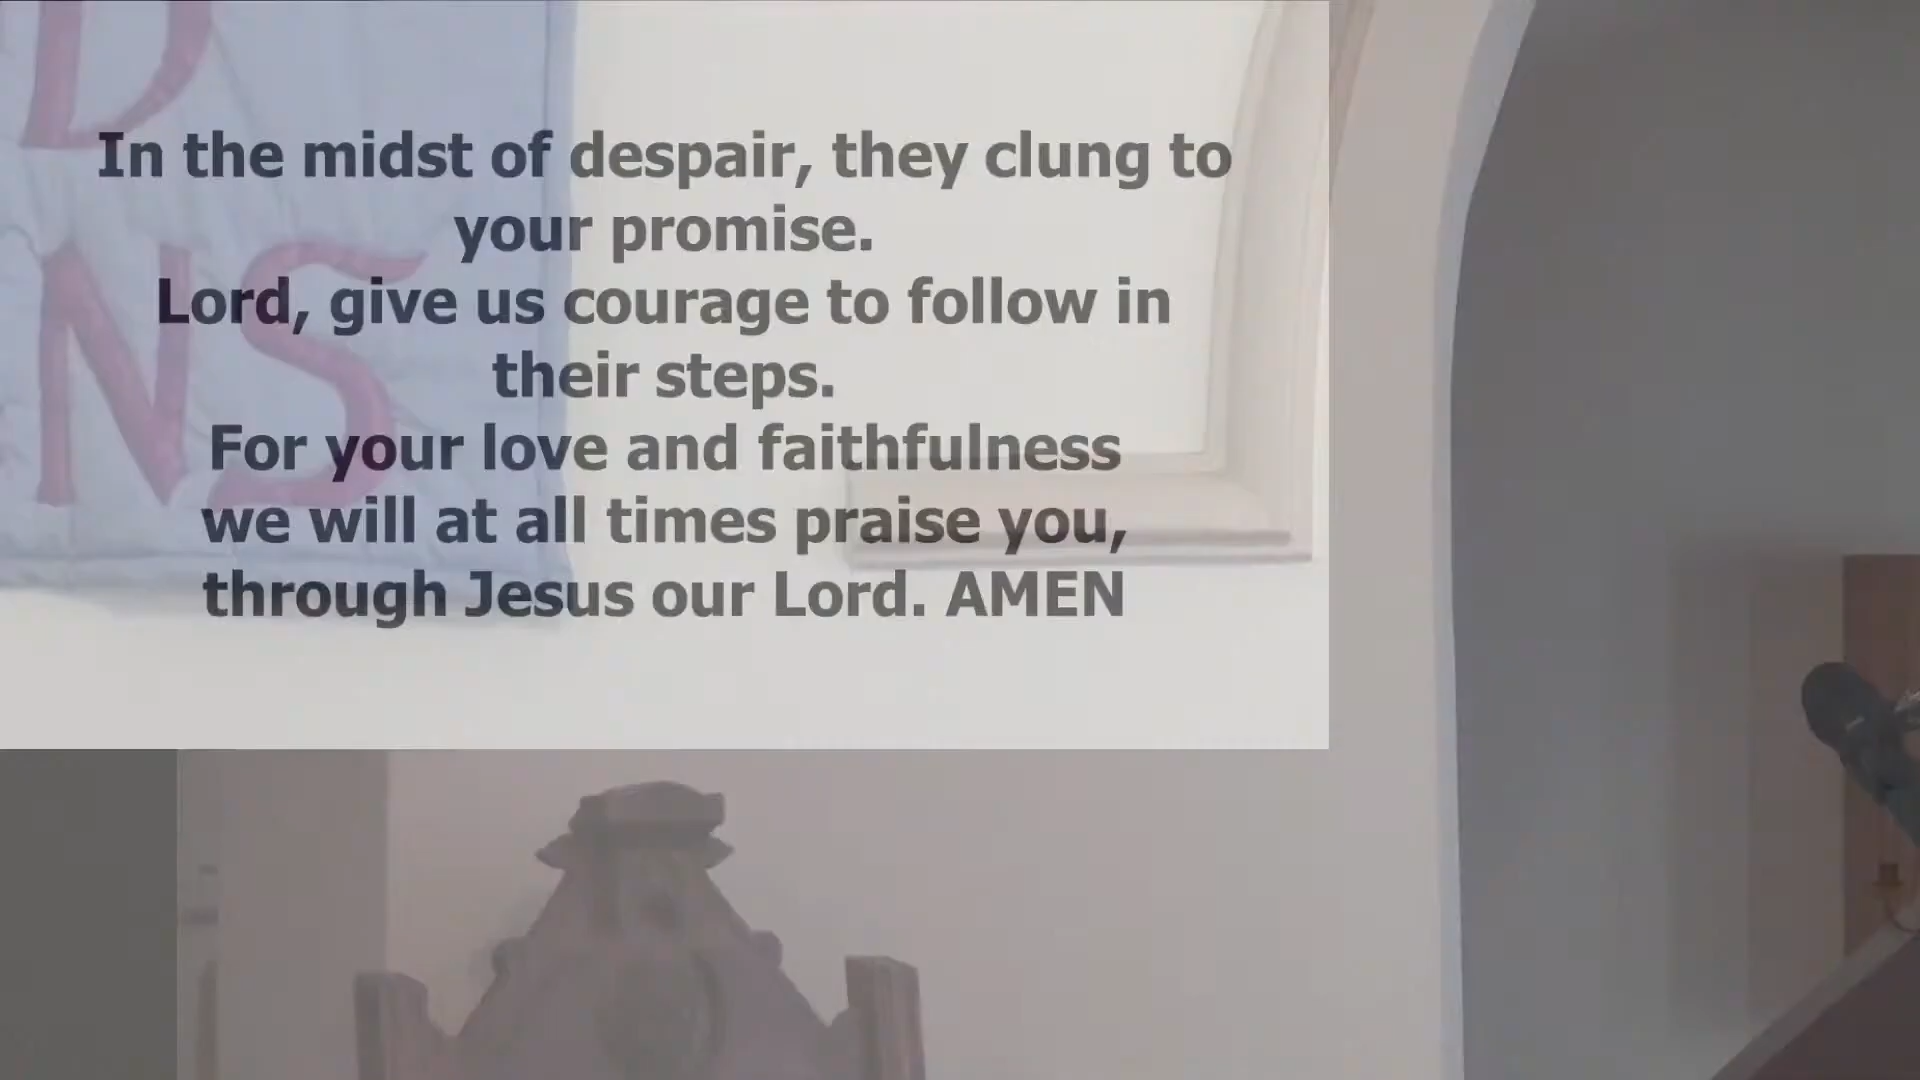 D
NS
In the midst of despair, they clung to
your promise.
Lord, give us courage to follow in
their steps.
For your love and faithfulness
we will at all times praise you,
through Jesus our Lord. AMEN